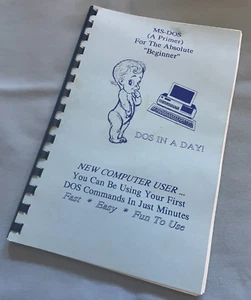 MS-DOS
(A Primer)
For The Absolute
"Beginner"
DOS IN A DAY!
NEW COMPUTER USER...
You Can Be Using Your First
DOS Commands In Just Minutes
Fast * Easy * Fun To Use